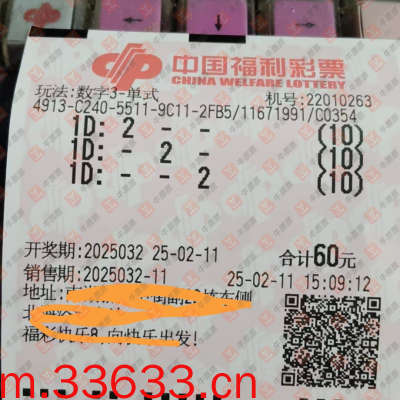 中国福利彩票
CHINA WELFARE LOTTERY
玩法:数字3-单式 机号:22010263
4913-C240-5511-9C11-2FB5/11671991/C0354
1D: 2 - - (10)
1D: - 2 - (10)
1D: - - 2 (10)
开奖期:2025032 25-02-11 合计60元
销售期:2025032-11 25-02-11 15:09:12
地址:
福彩快乐8,向快乐出发!
m.33633.cn